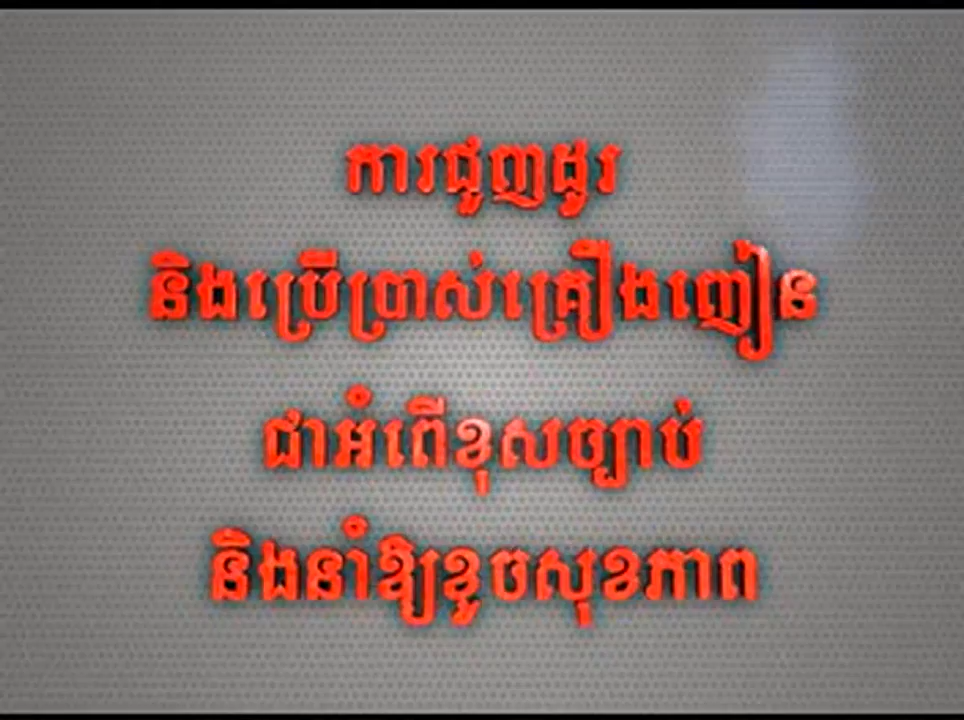 ការជួញដូរ
និងប្រើប្រាស់គ្រឿងញៀន
ជាអំពើខុសច្បាប់
និងនាំឱ្យខូចសុខភាព